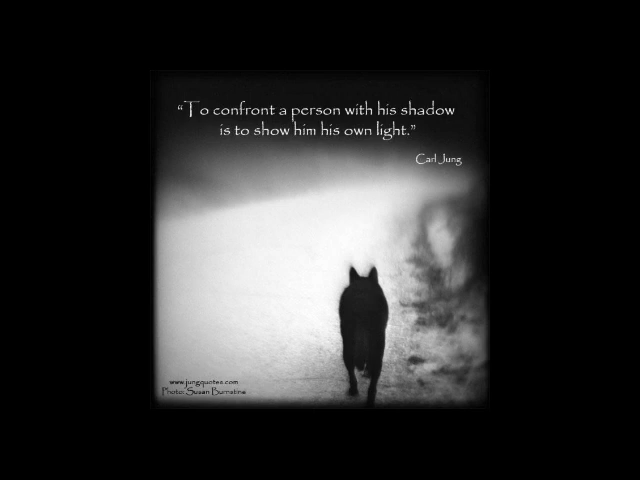 “To confront a person with his shadow
is to show him his own light.”
Carl Jung
www.jungquotes.com
Photo: Susan Burnstine